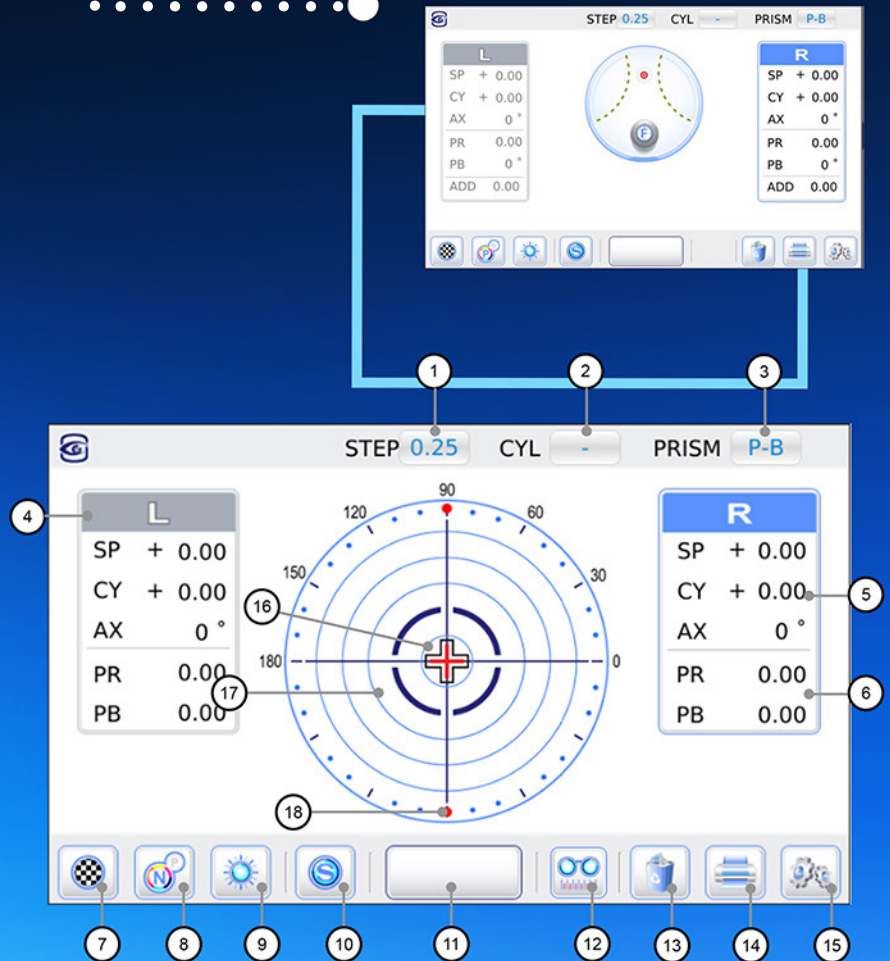 STEP 0.25 CYL - PRISM P-B
L
SP + 0.00
CY + 0.00
AX 0 °
PR 0.00
PB 0 °
ADD 0.00
F
R
SP + 0.00
CY + 0.00
AX 0 °
PR 0.00
PB 0 °
ADD 0.00
P
S
1 2 3
STEP 0.25 CYL - PRISM P-B
4
L
SP + 0.00
CY + 0.00
AX 0 °
PR 0.00
PB 0.00
90
120 60
150 30
180 0
16
17
18
R
SP + 0.00
CY + 0.00
AX 0 °
PR 0.00
PB 0.00
5
6
N P
S
7 8 9 10 11 12 13 14 15